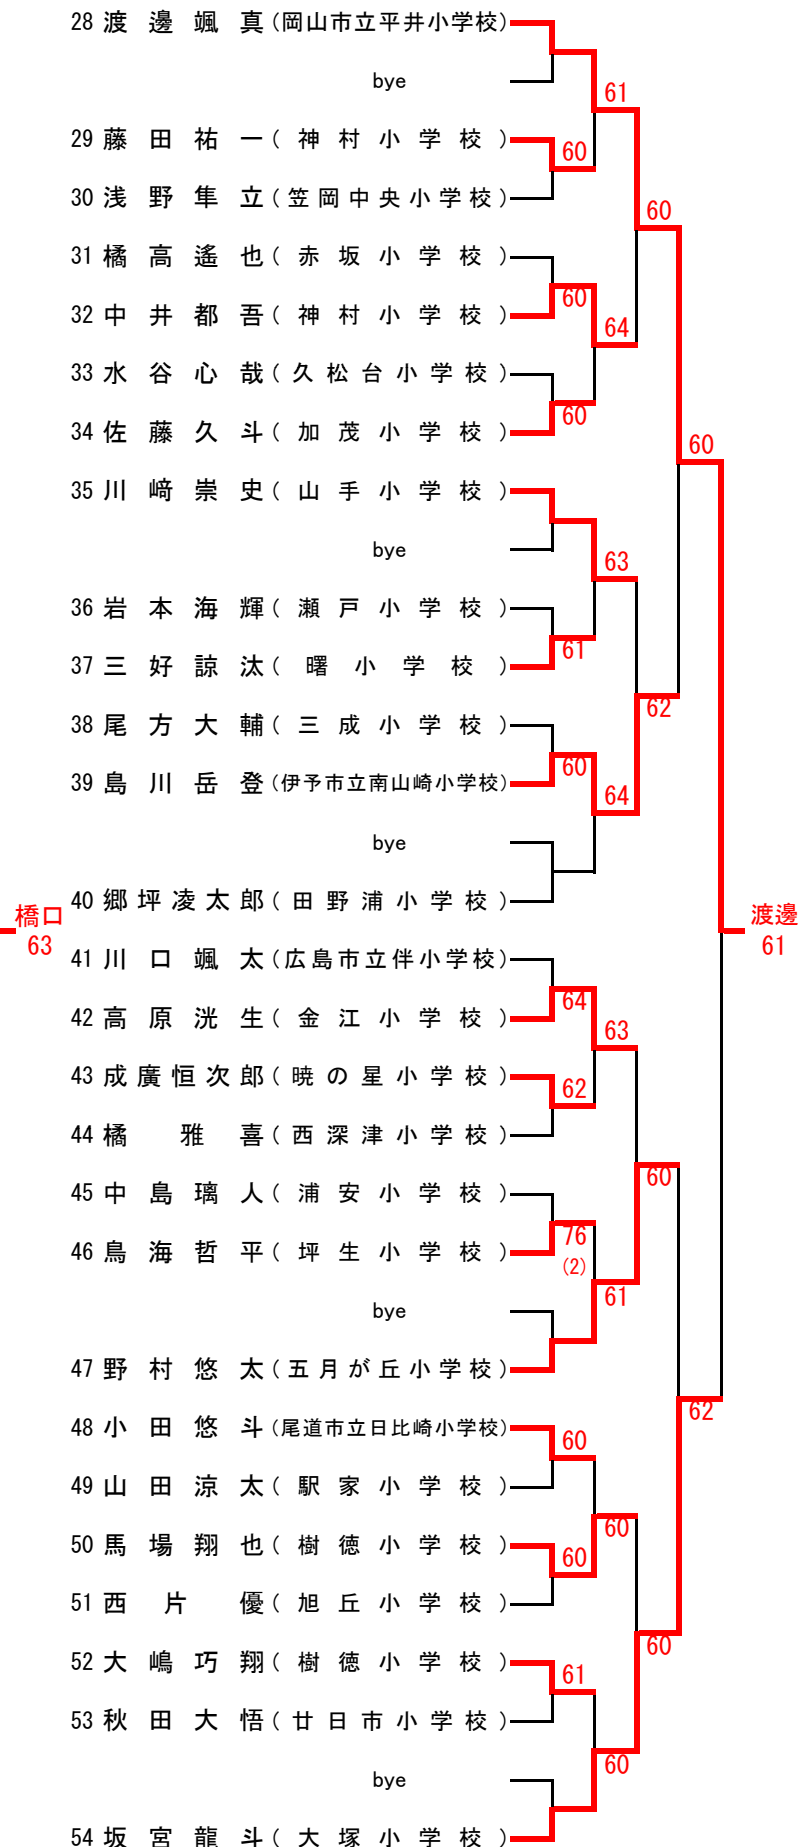 28 渡邊颯真(岡山市立平井小学校)
bye
61
29 藤田祐一(神村小学校)
60
30 浅野隼立(笠岡中央小学校)
60
31 橘高遙也(赤坂小学校)
32 中井都吾(神村小学校)
60
64
33 水谷心哉(久松台小学校)
34 佐藤久斗(加茂小学校)
60
60
35 川﨑崇史(山手小学校)
bye
63
36 岩本海輝(瀬戸小学校)
37 三好諒汰(曙小学校)
61
62
38 尾方大輔(三成小学校)
39 島川岳登(伊予市立南山崎小学校)
60
64
bye
40 郷坪凌太郎(田野浦小学校)
橋口
63
渡邊
61
41 川口颯太(広島市立伴小学校)
42 高原洸生(金江小学校)
64
63
43 成廣恒次郎(暁の星小学校)
62
44 橘雅喜(西深津小学校)
60
45 中島璃人(浦安小学校)
46 鳥海哲平(坪生小学校)
76
(2)
61
bye
47 野村悠太(五月が丘小学校)
62
48 小田悠斗(尾道市立日比崎小学校)
60
49 山田涼太(駅家小学校)
60
50 馬場翔也(樹徳小学校)
60
51 西片優(旭丘小学校)
60
52 大嶋巧翔(樹徳小学校)
61
53 秋田大悟(廿日市小学校)
60
bye
54 坂宮龍斗(大塚小学校)